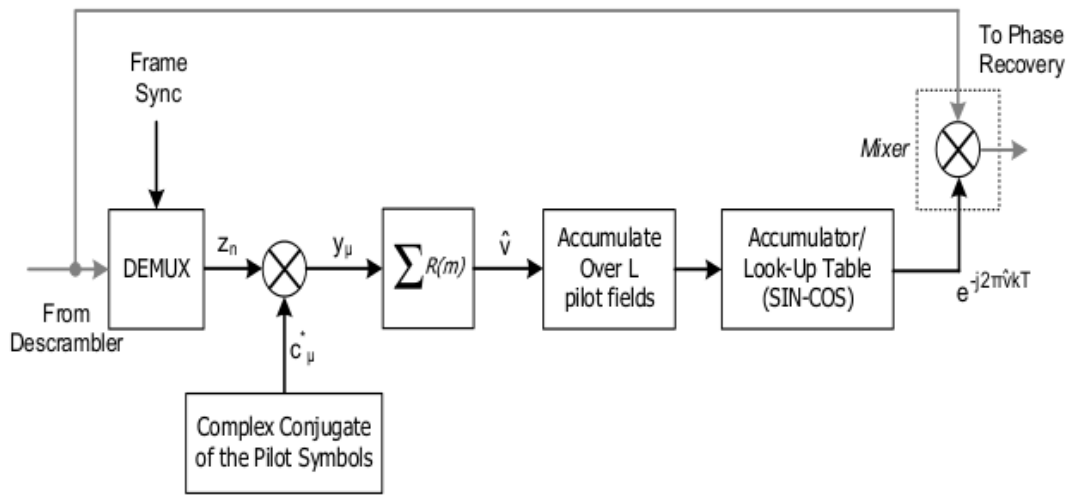 To Phase
Recovery
Frame
Sync
Mixer
DEMUX
zₙ
yμ
∑ R(m)
v̂
Accumulate
Over L
pilot fields
Accumulator/
Look-Up Table
(SIN-COS)
e^-j2πv̂kT
From
Descrambler
c*μ
Complex Conjugate
of the Pilot Symbols